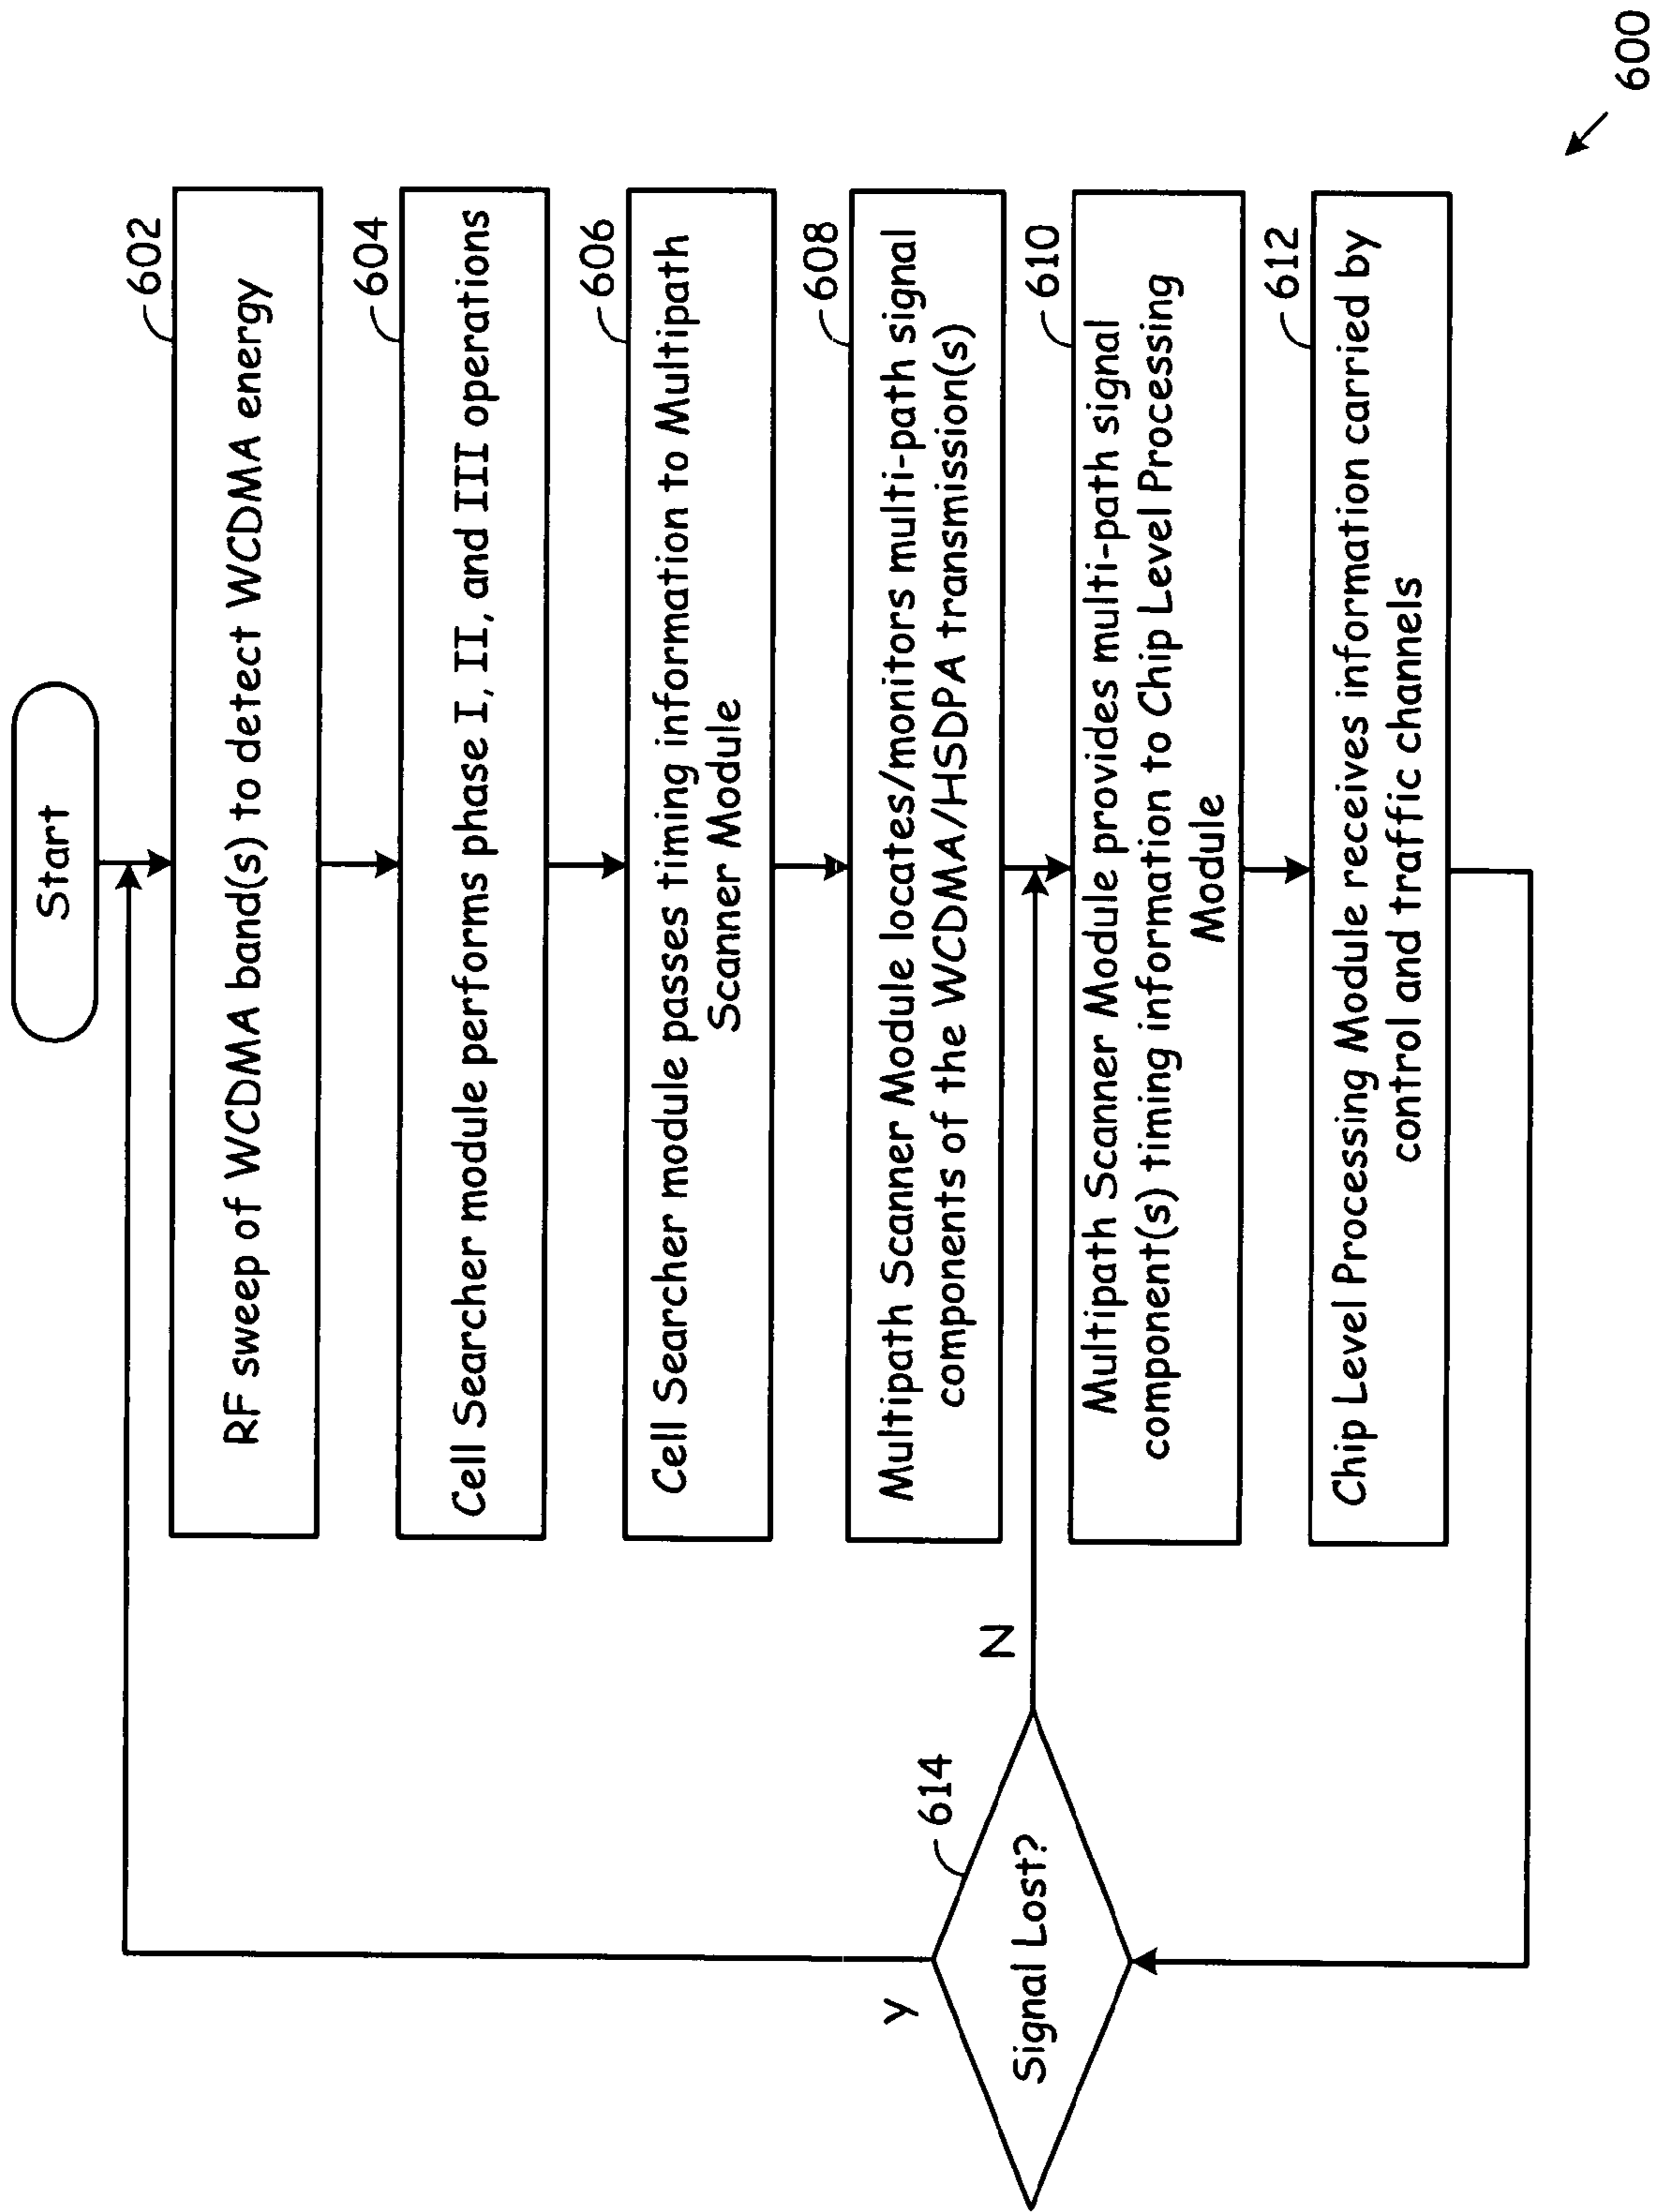 Start
602
RF sweep of WCDMA band(s) to detect WCDMA energy
604
Cell Searcher module performs phase I, II, and III operations
606
Cell Searcher module passes timing information to Multipath
Scanner Module
608
Multipath Scanner Module locates/monitors multi-path signal
components of the WCDMA/HSDPA transmission(s)
610
Multipath Scanner Module provides multi-path signal
component(s) timing information to Chip Level Processing
Module
612
Chip Level Processing Module receives information carried by
control and traffic channels
614
Signal Lost?
Y
N
600